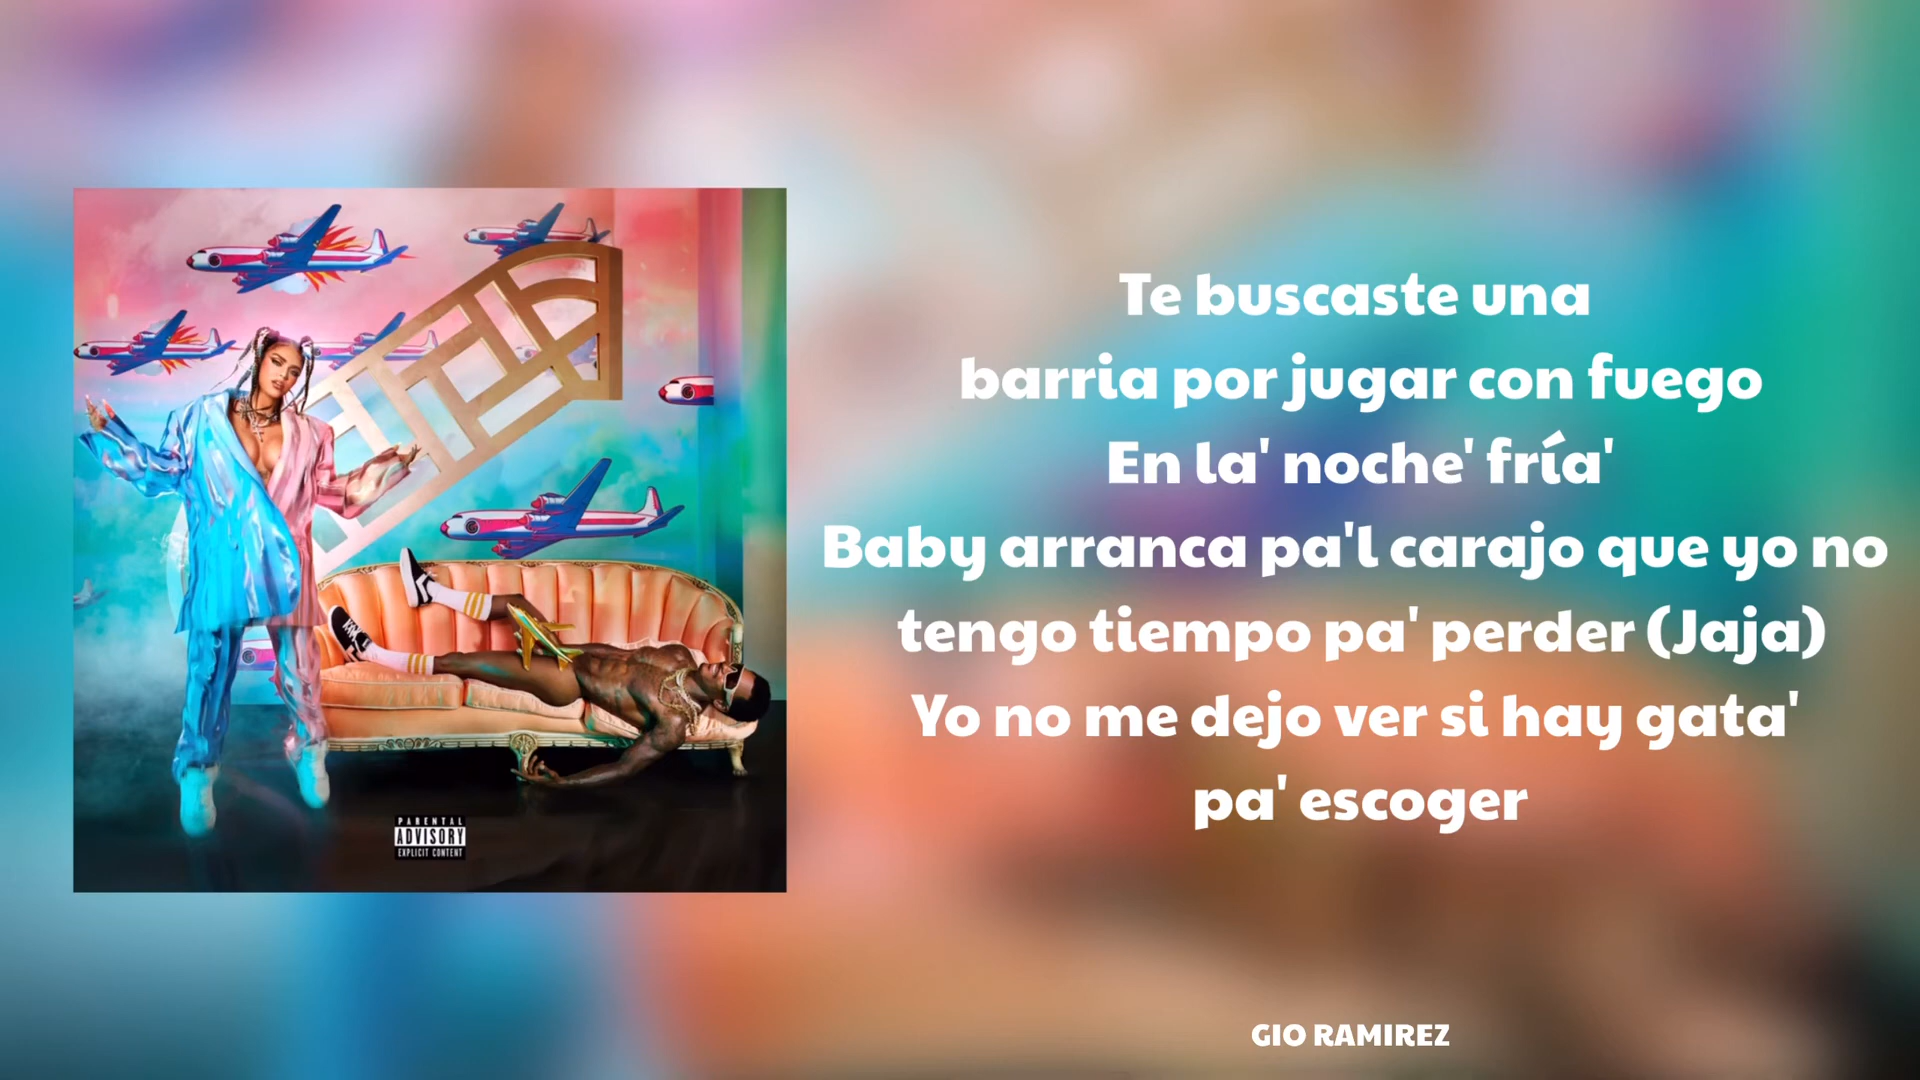 Te buscaste una
barria por jugar con fuego
En la' noche' fría'
Baby arranca pa'l carajo que yo no
tengo tiempo pa' perder (Jaja)
Yo no me dejo ver si hay gata'
pa' escoger
PARENTAL
ADVISORY
EXPLICIT CONTENT
GIO RAMIREZ